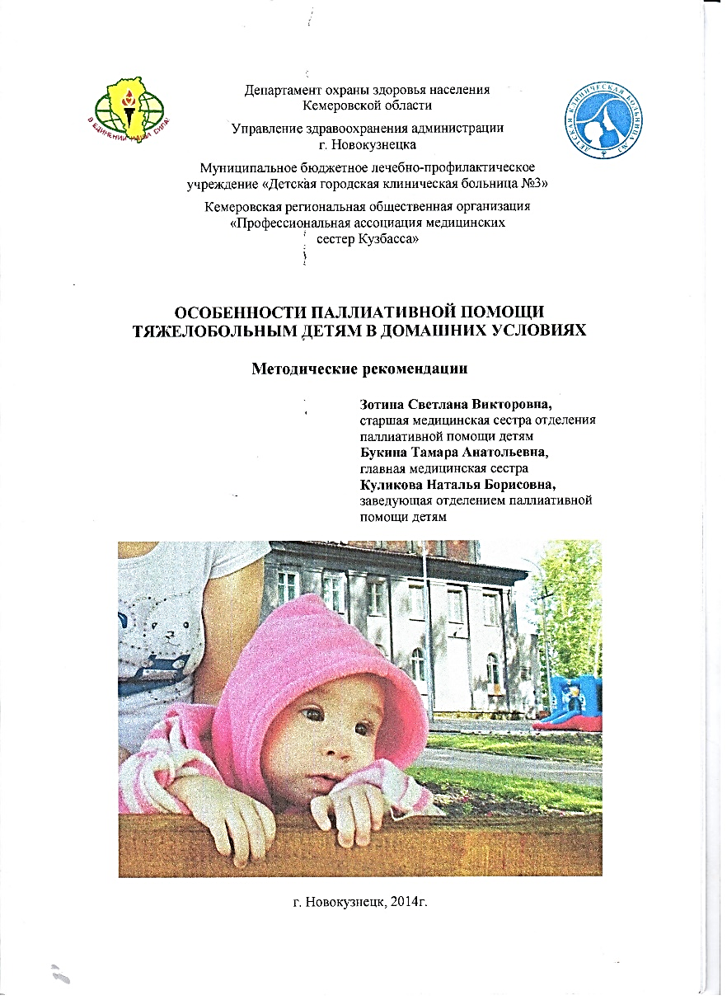 В ЕДИНЕНИИ НАША СИЛА!
ДЕТСКАЯ КЛИНИЧЕСКАЯ БОЛЬНИЦА №3
Департамент охраны здоровья населения
Кемеровской области
Управление здравоохранения администрации
г. Новокузнецка
Муниципальное бюджетное лечебно-профилактическое
учреждение «Детская городская клиническая больница №3»
Кемеровская региональная общественная организация
«Профессиональная ассоциация медицинских
сестер Кузбасса»
ОСОБЕННОСТИ ПАЛЛИАТИВНОЙ ПОМОЩИ
ТЯЖЕЛОБОЛЬНЫМ ДЕТЯМ В ДОМАШНИХ УСЛОВИЯХ
Методические рекомендации
Зотина Светлана Викторовна,
старшая медицинская сестра отделения
паллиативной помощи детям
Букина Тамара Анатольевна,
главная медицинская сестра
Куликова Наталья Борисовна,
заведующая отделением паллиативной
помощи детям
г. Новокузнецк, 2014г.